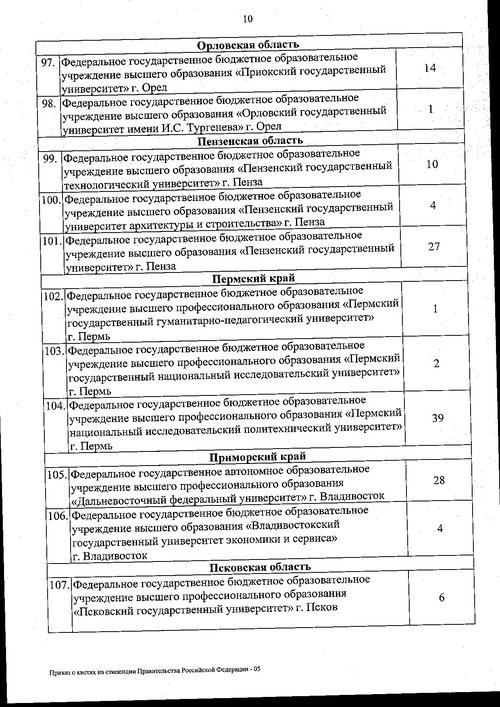 10
Орловская область
97. Федеральное государственное бюджетное образовательное
учреждение высшего образования «Приокский государственный
университет» г. Орел
14
98. Федеральное государственное бюджетное образовательное
учреждение высшего образования «Орловский государственный
университет имени И.С. Тургенева» г. Орел
1
Пензенская область
99. Федеральное государственное бюджетное образовательное
учреждение высшего образования «Пензенский государственный
технологический университет» г. Пенза
10
100. Федеральное государственное бюджетное образовательное
учреждение высшего образования «Пензенский государственный
университет архитектуры и строительства» г. Пенза
4
101. Федеральное государственное бюджетное образовательное
учреждение высшего образования «Пензенский государственный
университет» г. Пенза
27
Пермский край
102. Федеральное государственное бюджетное образовательное
учреждение высшего профессионального образования «Пермский
государственный гуманитарно-педагогический университет»
г. Пермь
1
103. Федеральное государственное бюджетное образовательное
учреждение высшего профессионального образования «Пермский
государственный национальный исследовательский университет»
г. Пермь
2
104. Федеральное государственное бюджетное образовательное
учреждение высшего профессионального образования «Пермский
национальный исследовательский политехнический университет»
г. Пермь
39
Приморский край
105. Федеральное государственное автономное образовательное
учреждение высшего профессионального образования
«Дальневосточный федеральный университет» г. Владивосток
28
106. Федеральное государственное бюджетное образовательное
учреждение высшего образования «Владивостокский
государственный университет экономики и сервиса»
г. Владивосток
4
Псковская область
107. Федеральное государственное бюджетное образовательное
учреждение высшего профессионального образования
«Псковский государственный университет» г. Псков
6
Приказ о квотах на стипендии Правительства Российской Федерации - 05